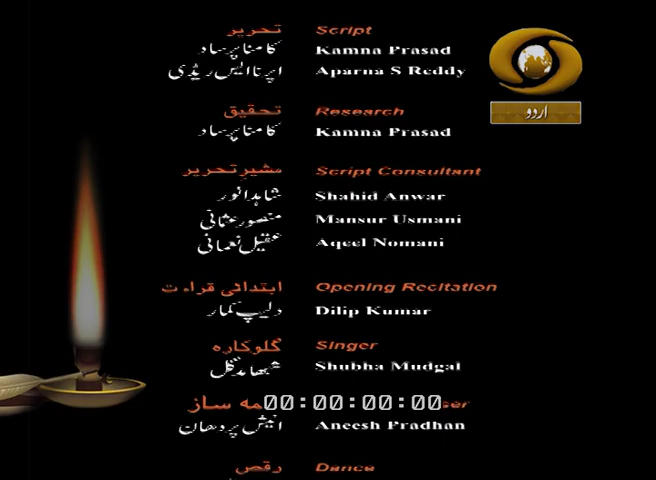 تحریر Script
کامنا پرساد Kamna Prasad
اپرنا ایس ریڈی Aparna S Reddy
اردو
تحقیق Research
کامنا پرساد Kamna Prasad
مشیرِ تحریر Script Consultant
شاہد انور Shahid Anwar
منصور عثمانی Mansur Usmani
عقیل نعمانی Aqeel Nomani
ابتدائی قراءت Opening Recitation
دلیپ کمار Dilip Kumar
گلوکارہ Singer
شبھا مدگل Shubha Mudgal
ساز 00:00:00:00
انیش پردھان Aneesh Pradhan
رقص Dance